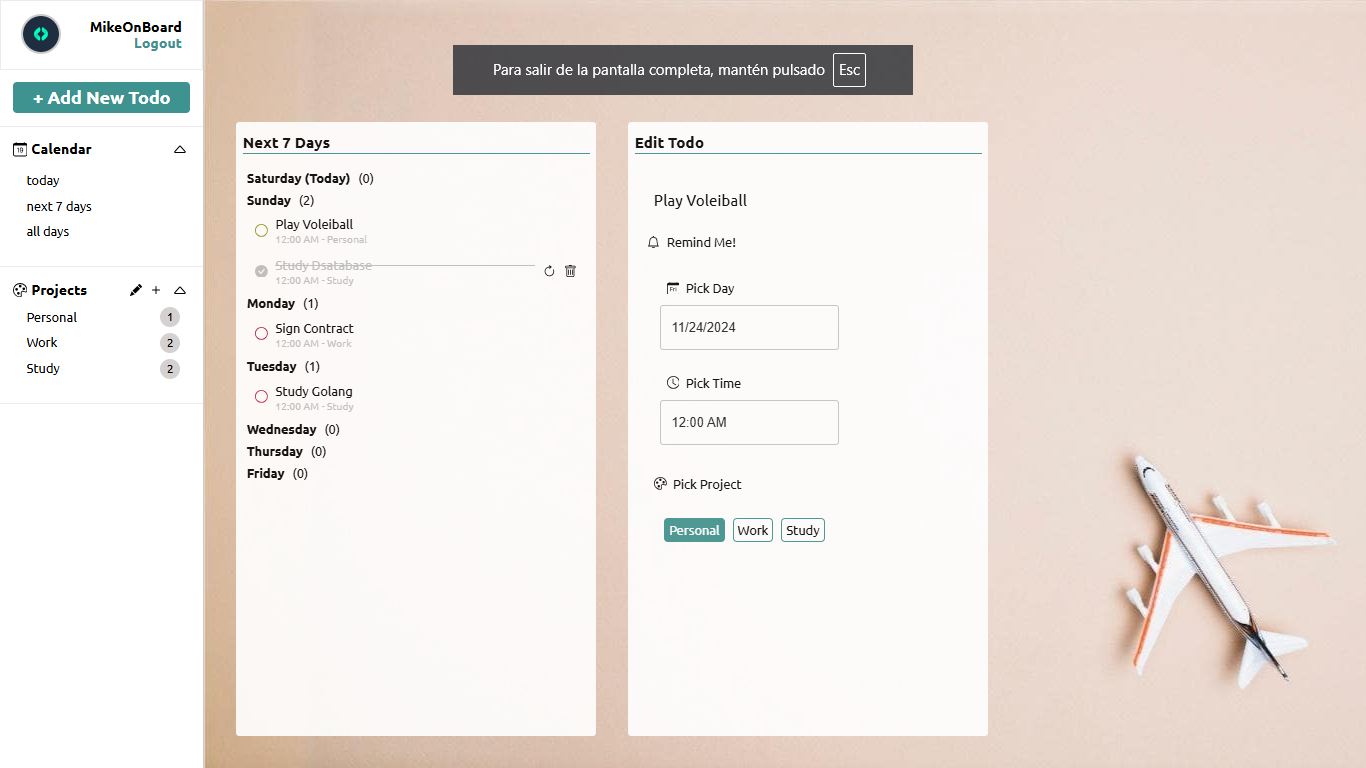 MikeOnBoard
Logout
+ Add New Todo
19 Calendar
today
next 7 days
all days
Projects +
Personal 1
Work 2
Study 2
Para salir de la pantalla completa, mantén pulsado Esc
Next 7 Days
Saturday (Today) (0)
Sunday (2)
Play Voleiball
12:00 AM - Personal
Study Dsatabase
12:00 AM - Study
Monday (1)
Sign Contract
12:00 AM - Work
Tuesday (1)
Study Golang
12:00 AM - Study
Wednesday (0)
Thursday (0)
Friday (0)
Edit Todo
Play Voleiball
Remind Me!
Fri Pick Day
11/24/2024
Pick Time
12:00 AM
Pick Project
Personal Work Study